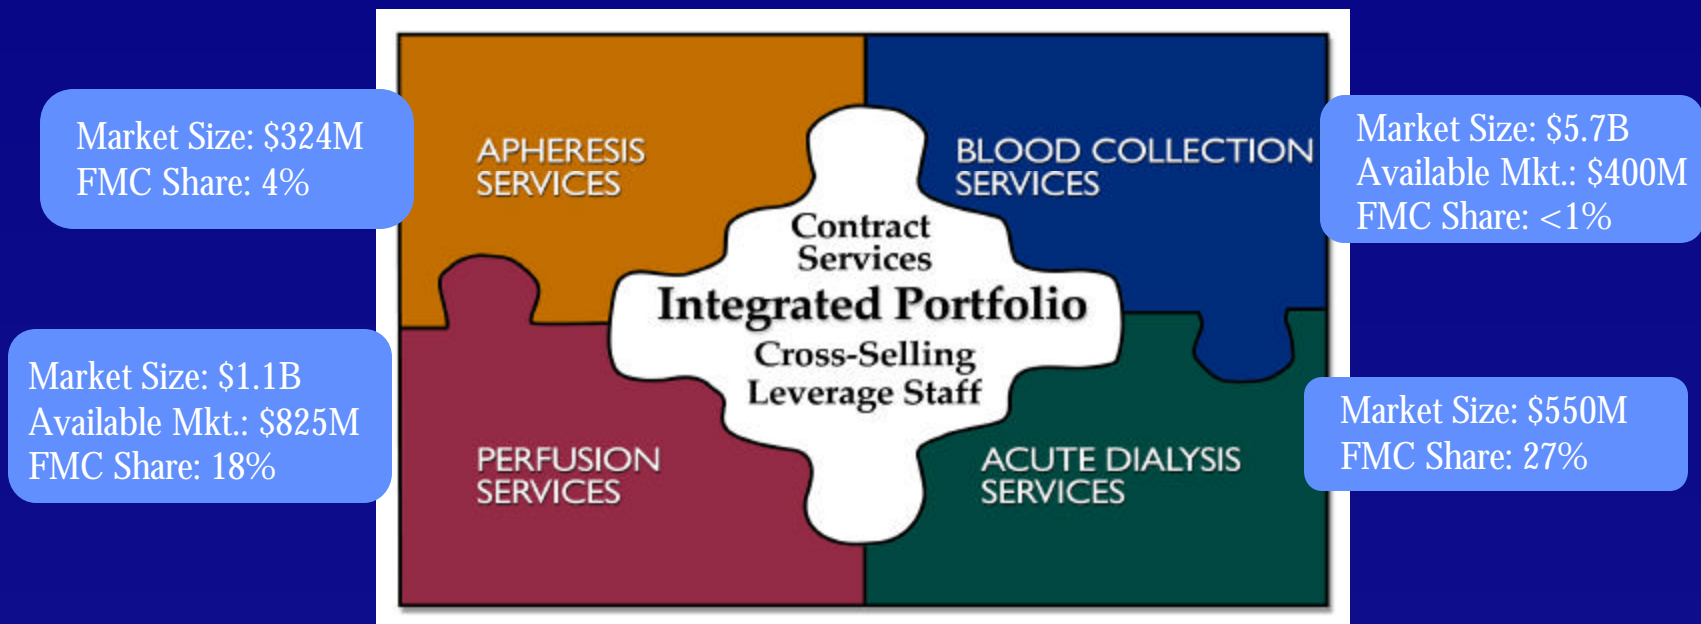 Market Size: $324M
FMC Share: 4%
APHERESIS
SERVICES
BLOOD COLLECTION
SERVICES
Market Size: $5.7B
Available Mkt.: $400M
FMC Share: <1%
Contract
Services
Integrated Portfolio
Cross-Selling
Leverage Staff
Market Size: $1.1B
Available Mkt.: $825M
FMC Share: 18%
PERFUSION
SERVICES
ACUTE DIALYSIS
SERVICES
Market Size: $550M
FMC Share: 27%